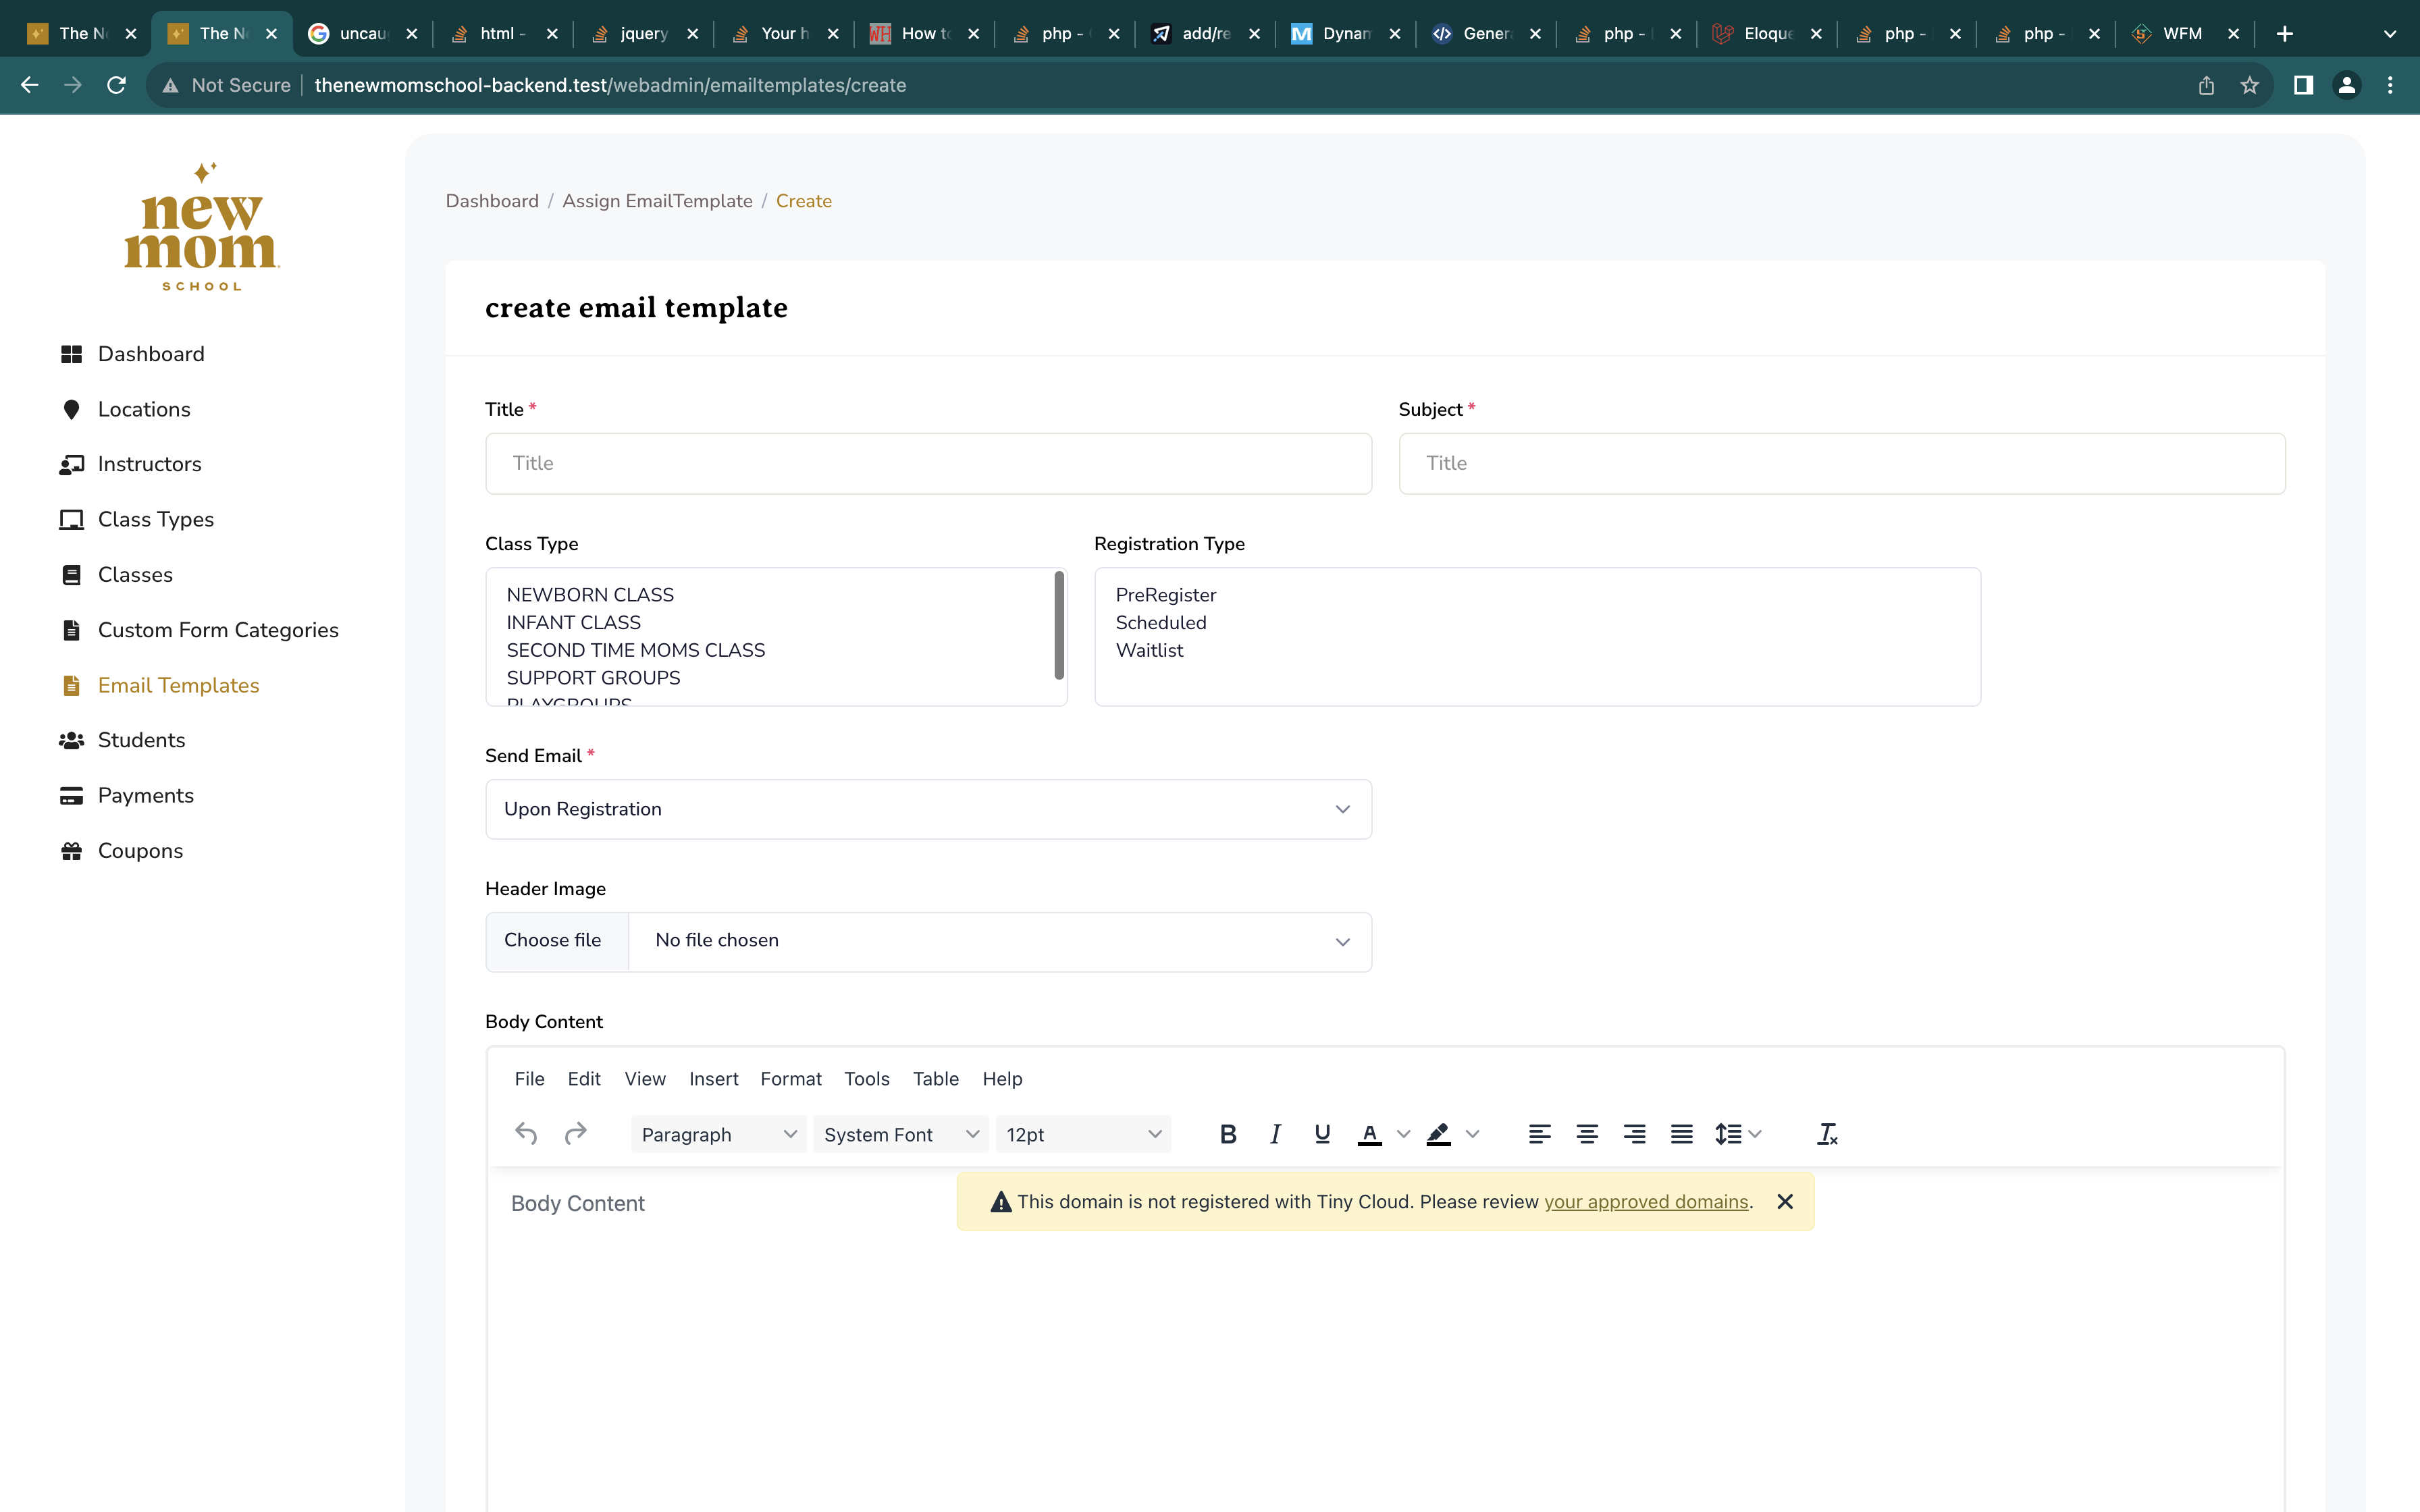 The N
The N
uncau
html -
jquery
Your h
How to
php -
add/re
Dynam
Genera
php -
Eloque
php -
php -
WFM
Not Secure
thenewmomschool-backend.test/webadmin/emailtemplates/create
new
mom
SCHOOL
Dashboard
Locations
Instructors
Class Types
Classes
Custom Form Categories
Email Templates
Students
Payments
Coupons
Dashboard / Assign EmailTemplate / Create
create email template
Title *
Subject *
Title
Title
Class Type
Registration Type
NEWBORN CLASS
INFANT CLASS
SECOND TIME MOMS CLASS
SUPPORT GROUPS
PLAYGROUPS
PreRegister
Scheduled
Waitlist
Send Email *
Upon Registration
Header Image
Choose file No file chosen
Body Content
File Edit View Insert Format Tools Table Help
Paragraph System Font 12pt
Body Content
This domain is not registered with Tiny Cloud. Please review your approved domains.